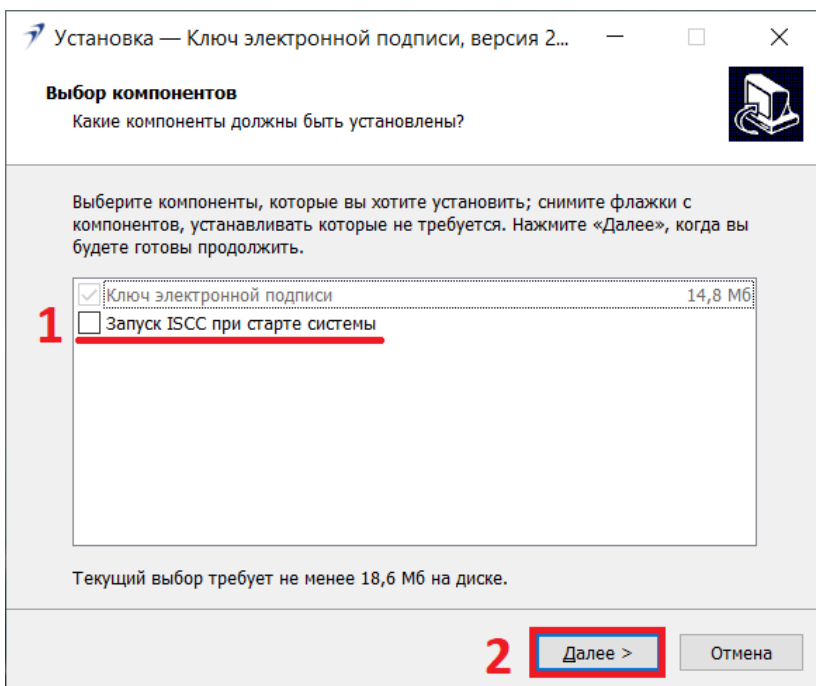 Установка — Ключ электронной подписи, версия 2...
Выбор компонентов
Какие компоненты должны быть установлены?
Выберите компоненты, которые вы хотите установить; снимите флажки с
компонентов, устанавливать которые не требуется. Нажмите «Далее», когда вы
будете готовы продолжить.
Ключ электронной подписи 14,8 Мб
1 Запуск ISCC при старте системы
Текущий выбор требует не менее 18,6 Мб на диске.
2 Далее > Отмена